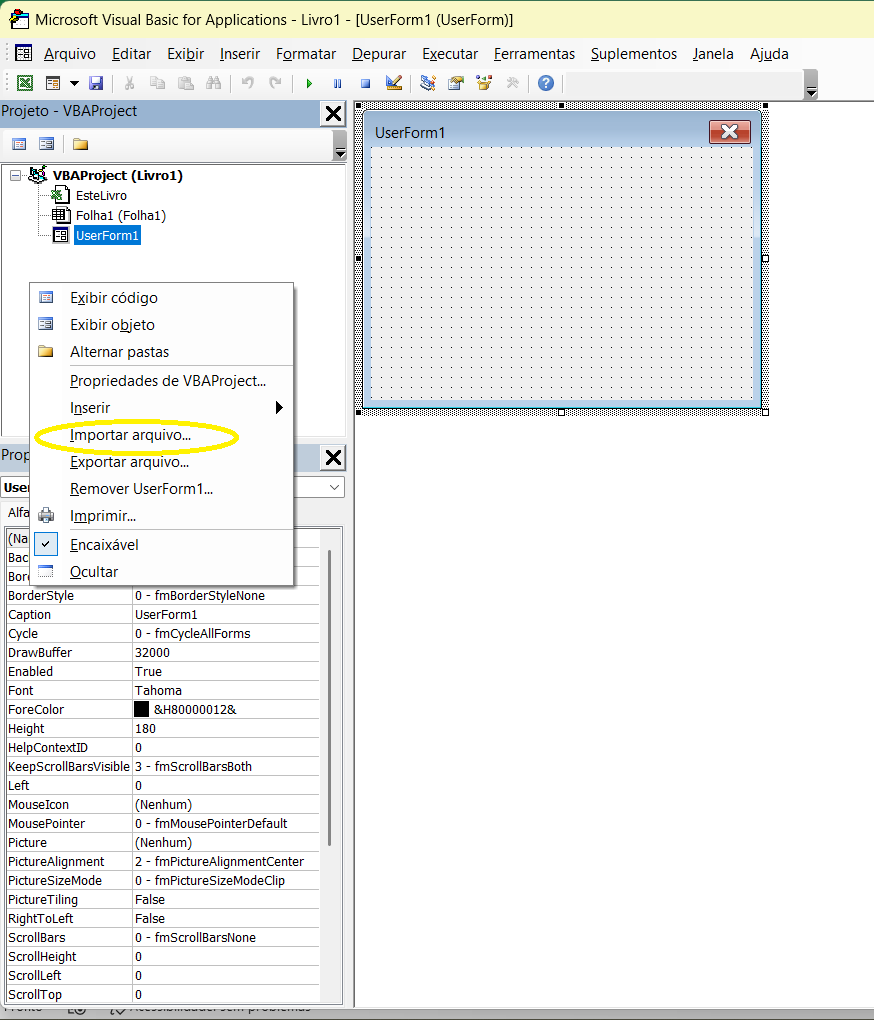 Microsoft Visual Basic for Applications - Livro1 - [UserForm1 (UserForm)]
Arquivo Editar Exibir Inserir Formatar Depurar Executar Ferramentas Suplementos Janela Ajuda
Projeto - VBAProject
VBAProject (Livro1)
EsteLivro
Folha1 (Folha1)
UserForm1
UserForm1
Exibir código
Exibir objeto
Alternar pastas
Propriedades de VBAProject...
Inserir
Importar arquivo...
Exportar arquivo...
Remover UserForm1...
Imprimir...
Encaixável
Ocultar
Prop
User
Alfa
(Na
Bac
Bor
BorderStyle 0 - fmBorderStyleNone
Caption UserForm1
Cycle 0 - fmCycleAllForms
DrawBuffer 32000
Enabled True
Font Tahoma
ForeColor &H80000012&
Height 180
HelpContextID 0
KeepScrollBarsVisible 3 - fmScrollBarsBoth
Left 0
MouseIcon (Nenhum)
MousePointer 0 - fmMousePointerDefault
Picture (Nenhum)
PictureAlignment 2 - fmPictureAlignmentCenter
PictureSizeMode 0 - fmPictureSizeModeClip
PictureTiling False
RightToLeft False
ScrollBars 0 - fmScrollBarsNone
ScrollHeight 0
ScrollLeft 0
ScrollTop 0
Pronto Acessibilidade: sem problemas